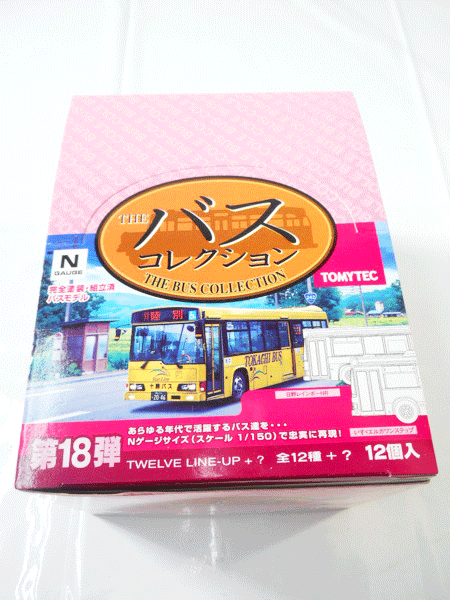 THE
バス
コレクション
THE BUS COLLECTION
N
GAUGE
完全塗装・組立済
バスモデル
TOMYTEC
陸別
TOKACHI BUS
十勝バス
2046
242
日野レインボーHR
いすゞエルガワンステップ
あらゆる年代で活躍するバス達を・・・
Nゲージサイズ(スケール 1/150)で忠実に再現!
第18弾
TWELVE LINE-UP +? 全12種 +? 12個入